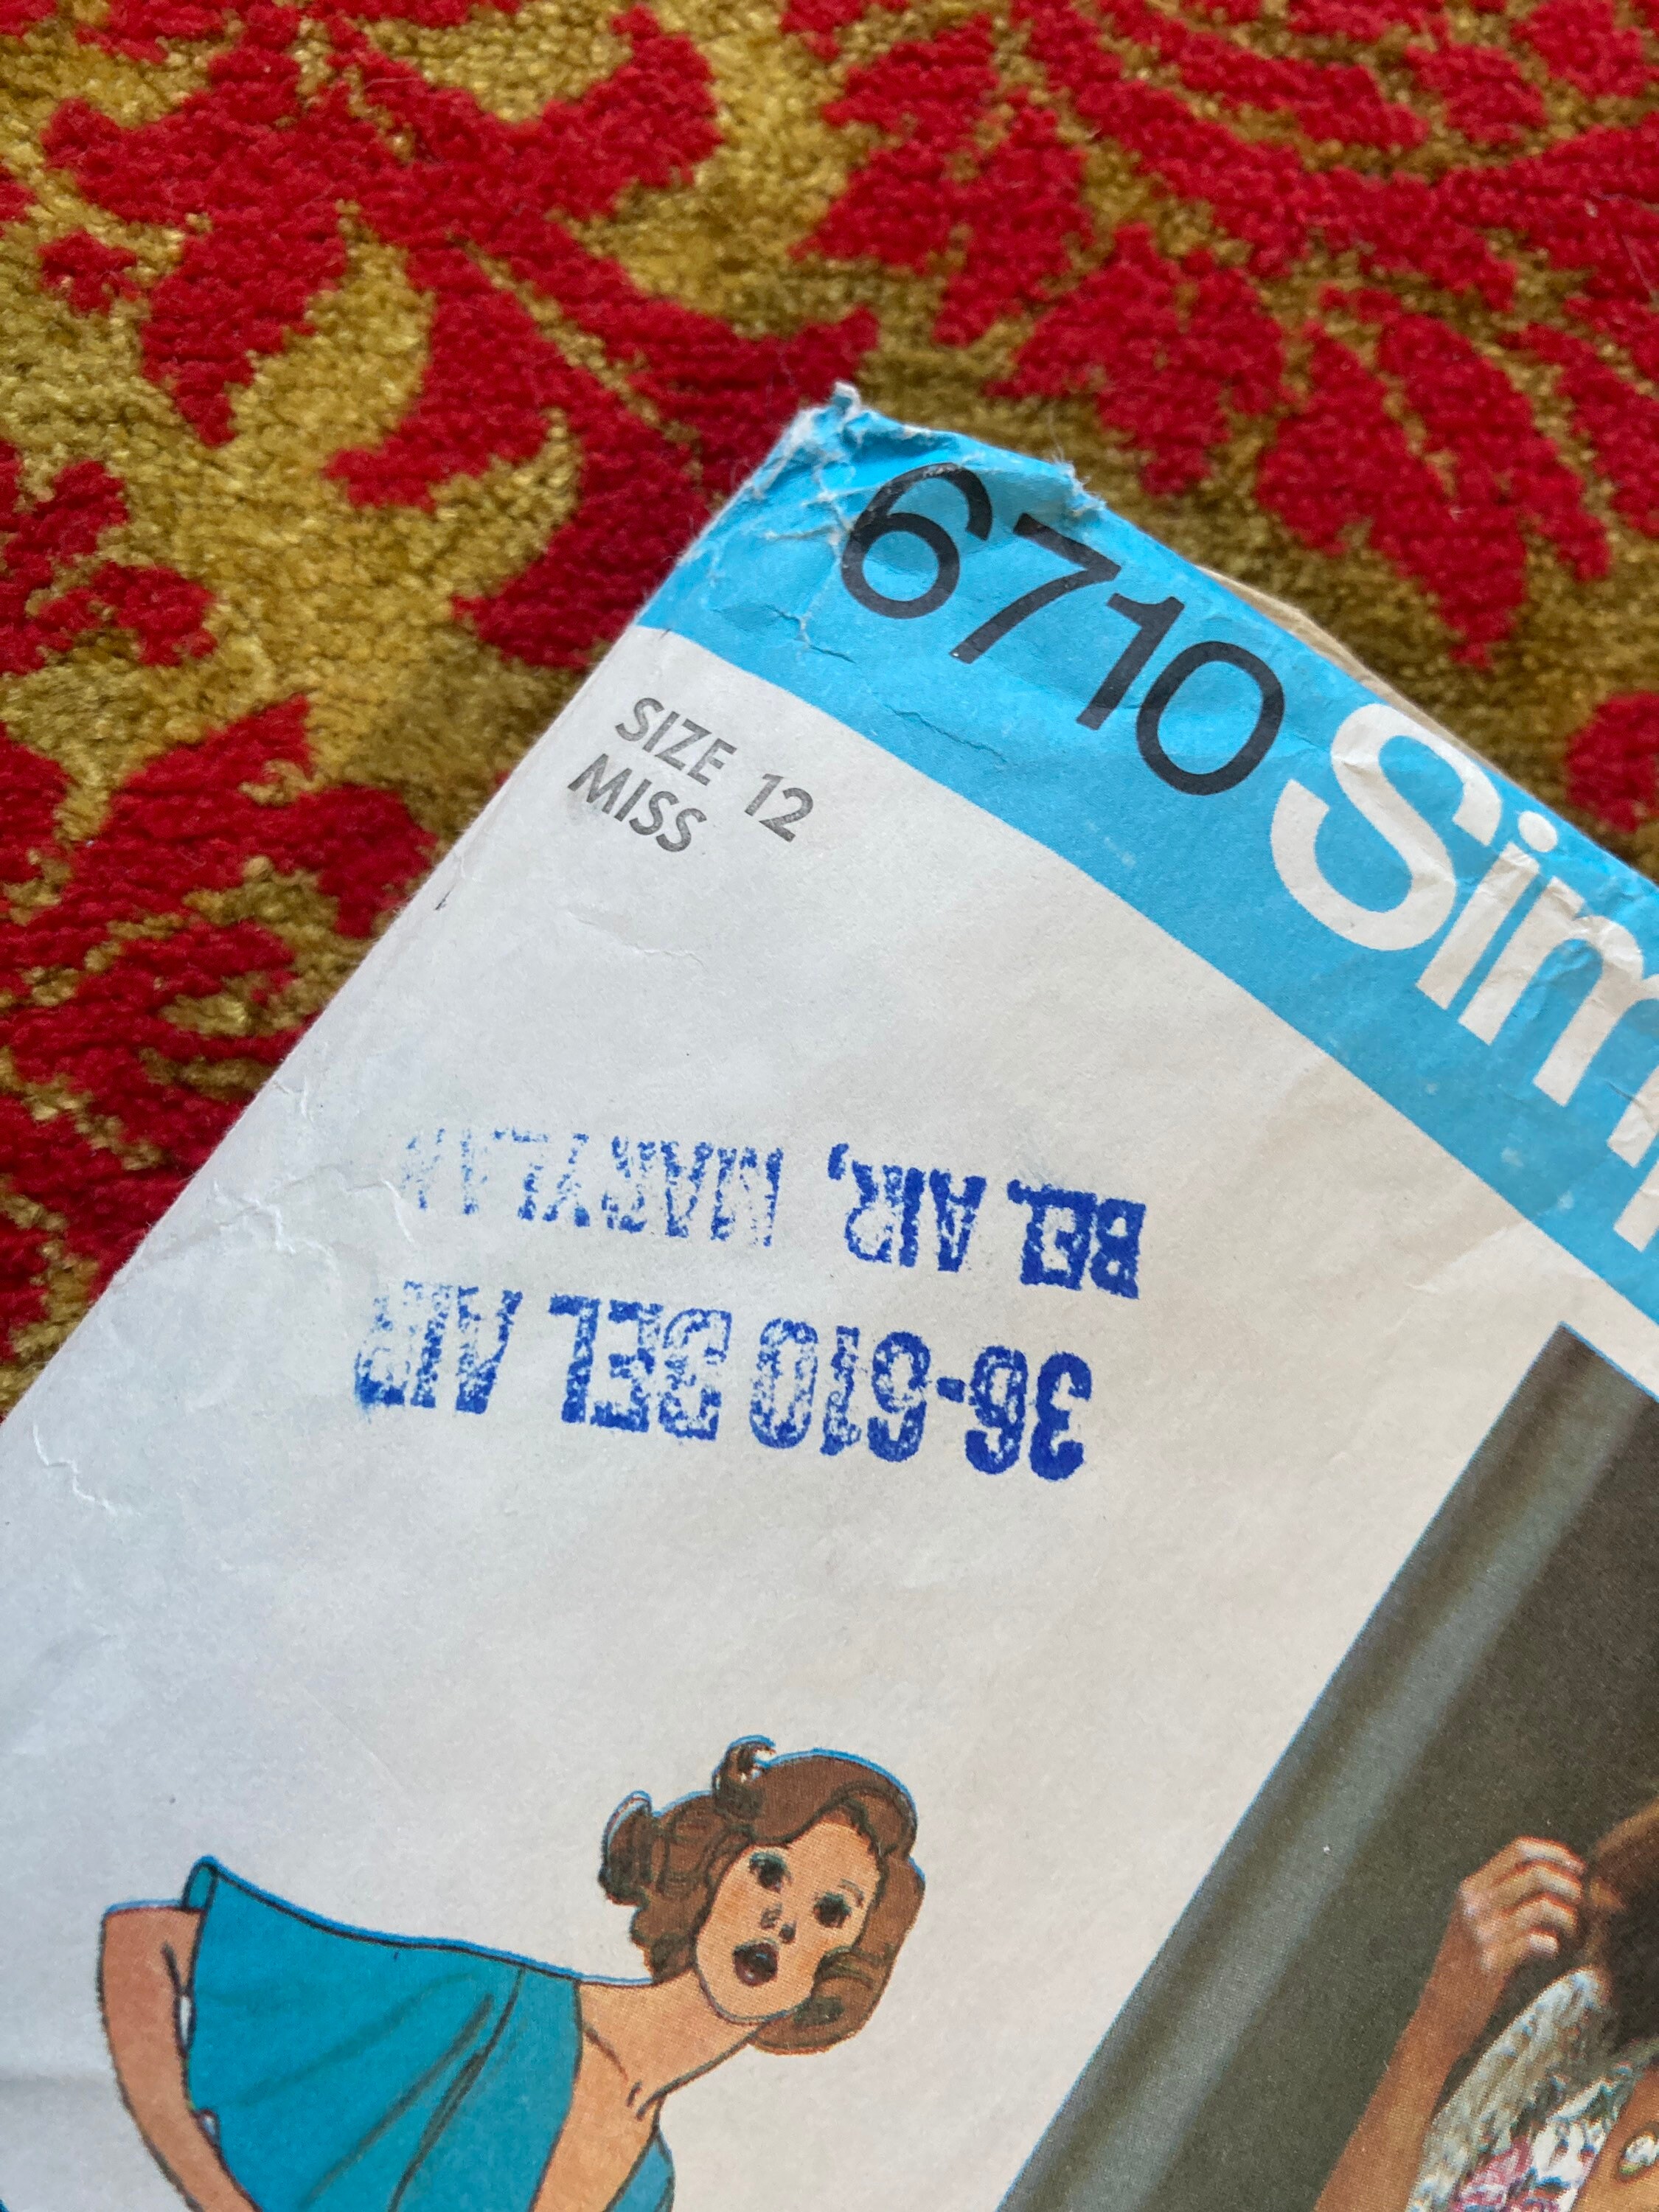 6710 Sim
SIZE 12
MISS
36-610 BEL AIR
BEL AIR, MARYLAN